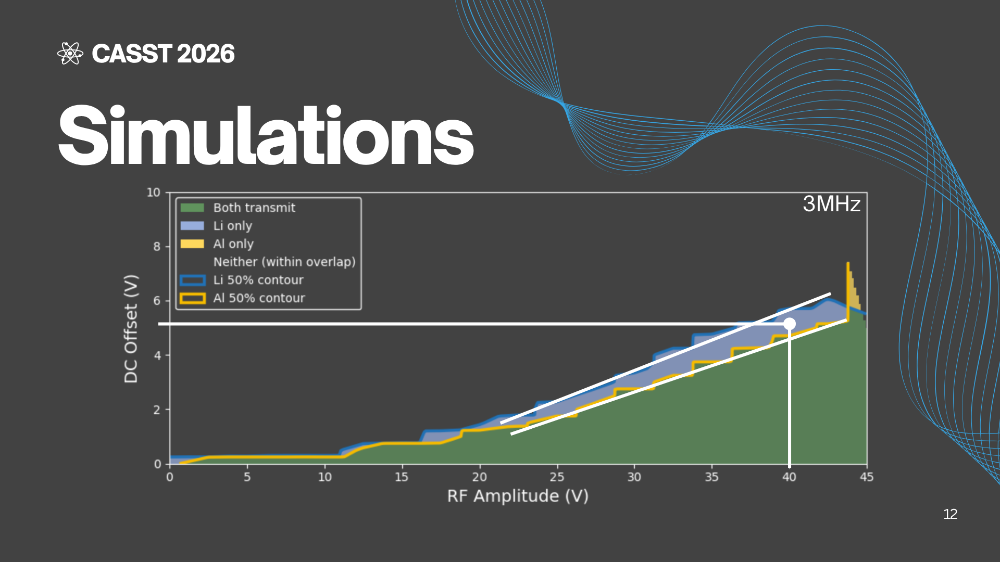 CASST 2026
Simulations
3MHz
Both transmit
Li only
Al only
Neither (within overlap)
Li 50% contour
Al 50% contour
DC Offset (V)
10
8
6
4
2
0
0 5 10 15 20 25 30 35 40 45
RF Amplitude (V)
12